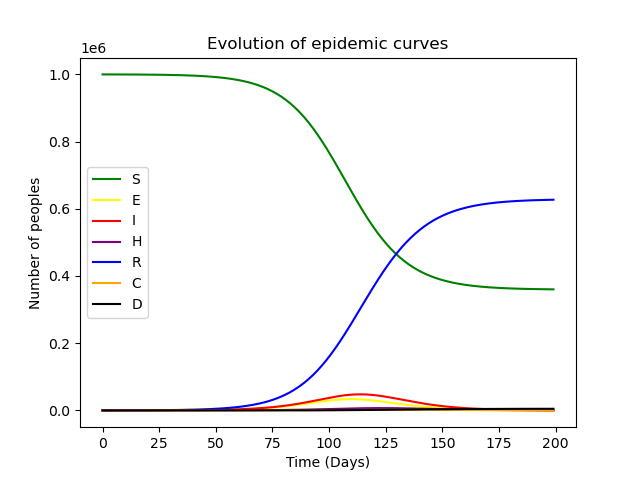 Evolution of epidemic curves
1e6
1.0
0.8
0.6
0.4
0.2
0.0
Number of peoples
S
E
I
H
R
C
D
0 25 50 75 100 125 150 175 200
Time (Days)